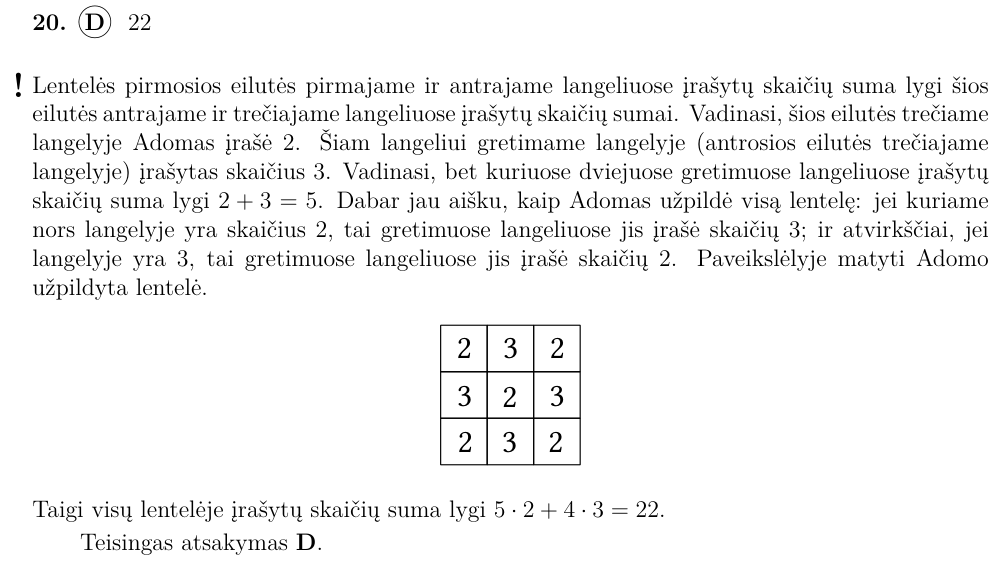 20. D 22
! Lentelės pirmosios eilutės pirmajame ir antrajame langeliuose įrašytų skaičių suma lygi šios
eilutės antrajame ir trečiajame langeliuose įrašytų skaičių sumai. Vadinasi, šios eilutės trečiame
langelyje Adomas įrašė 2. Šiam langeliui gretimame langelyje (antrosios eilutės trečiajame
langelyje) įrašytas skaičius 3. Vadinasi, bet kuriuose dviejuose gretimuose langeliuose įrašytų
skaičių suma lygi 2 + 3 = 5. Dabar jau aišku, kaip Adomas užpildė visą lentelę: jei kuriame
nors langelyje yra skaičius 2, tai gretimuose langeliuose jis įrašė skaičių 3; ir atvirkščiai, jei
langelyje yra 3, tai gretimuose langeliuose jis įrašė skaičių 2. Paveikslėlyje matyti Adomo
užpildyta lentelė.
2 3 2
3 2 3
2 3 2
Taigi visų lentelėje įrašytų skaičių suma lygi 5 · 2 + 4 · 3 = 22.
Teisingas atsakymas D.